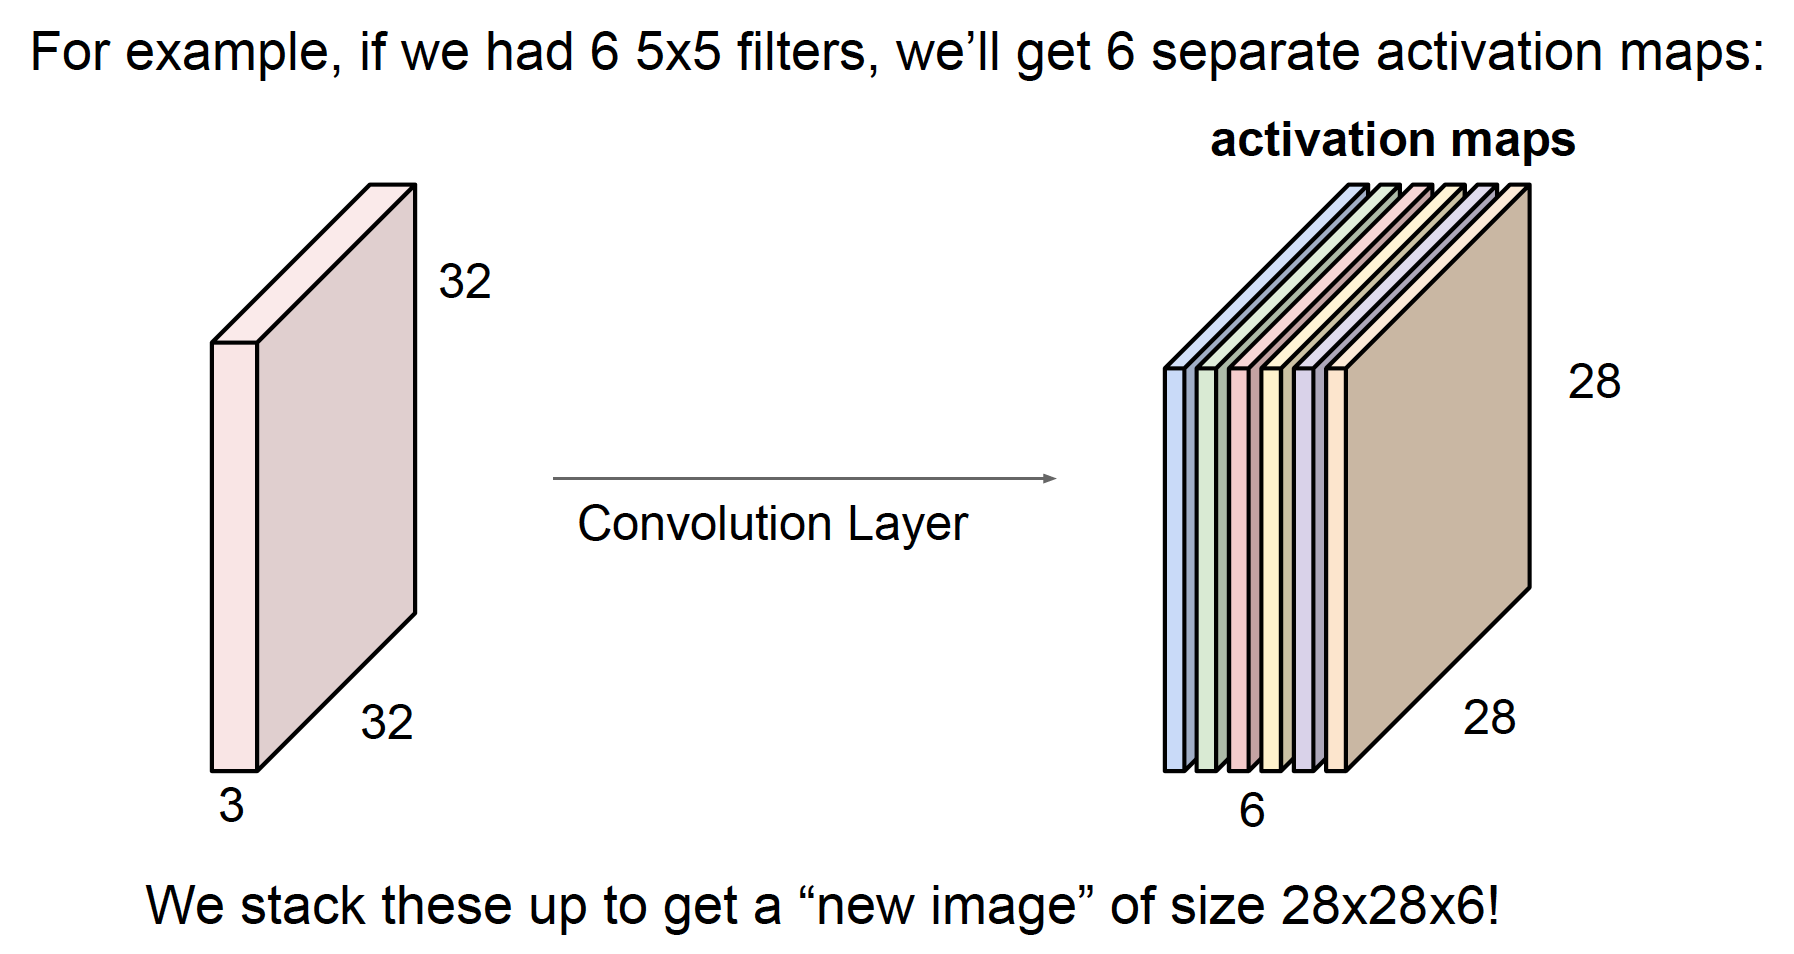 For example, if we had 6 5x5 filters, we’ll get 6 separate activation maps:
activation maps
32
32
3
Convolution Layer
28
28
6
We stack these up to get a “new image” of size 28x28x6!